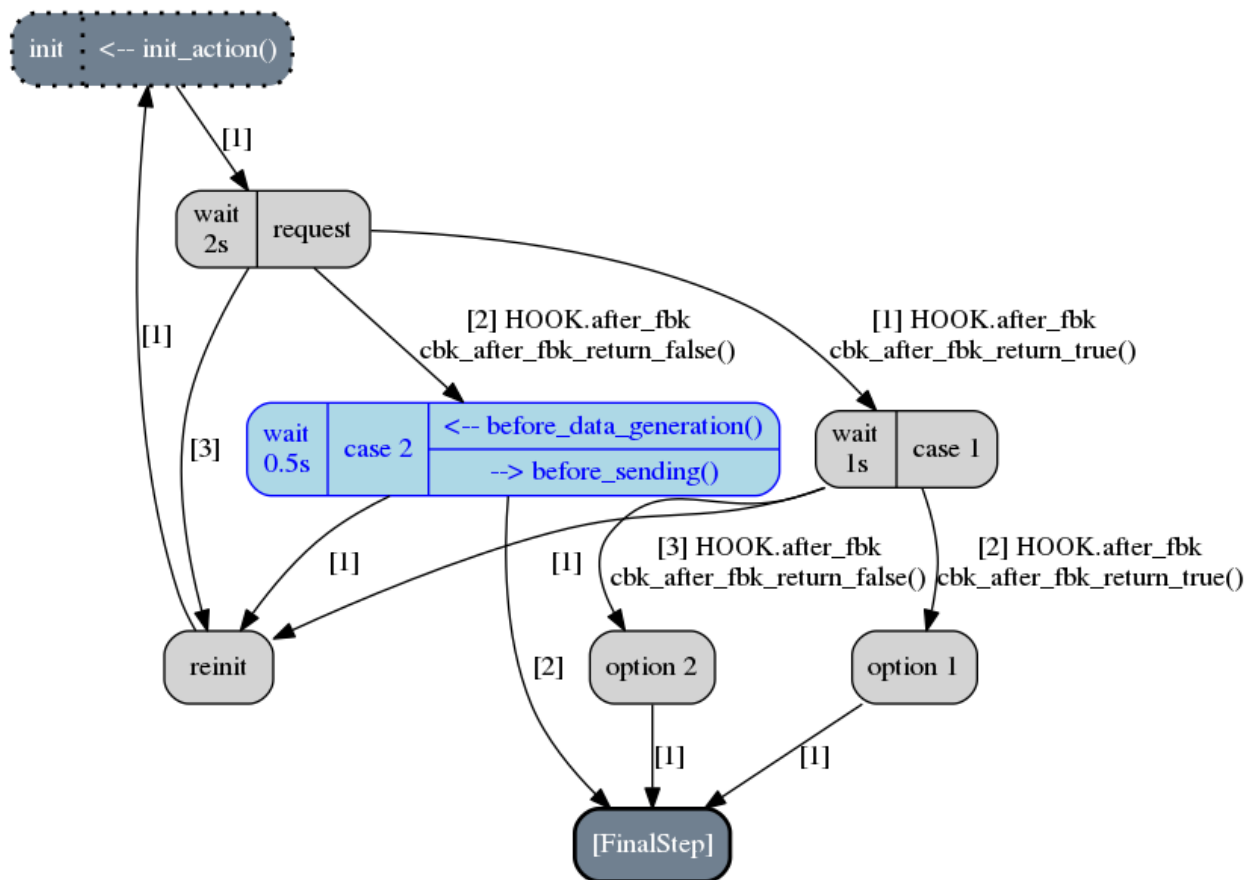 init
<-- init_action()
[1]
wait
2s
request
[1]
[2] HOOK.after_fbk
cbk_after_fbk_return_false()
[1] HOOK.after_fbk
cbk_after_fbk_return_true()
[3]
wait
0.5s
case 2
<-- before_data_generation()
--> before_sending()
wait
1s
case 1
[1]
[1]
[3] HOOK.after_fbk
cbk_after_fbk_return_false()
[2] HOOK.after_fbk
cbk_after_fbk_return_true()
reinit
[2]
option 2
option 1
[1]
[1]
[FinalStep]